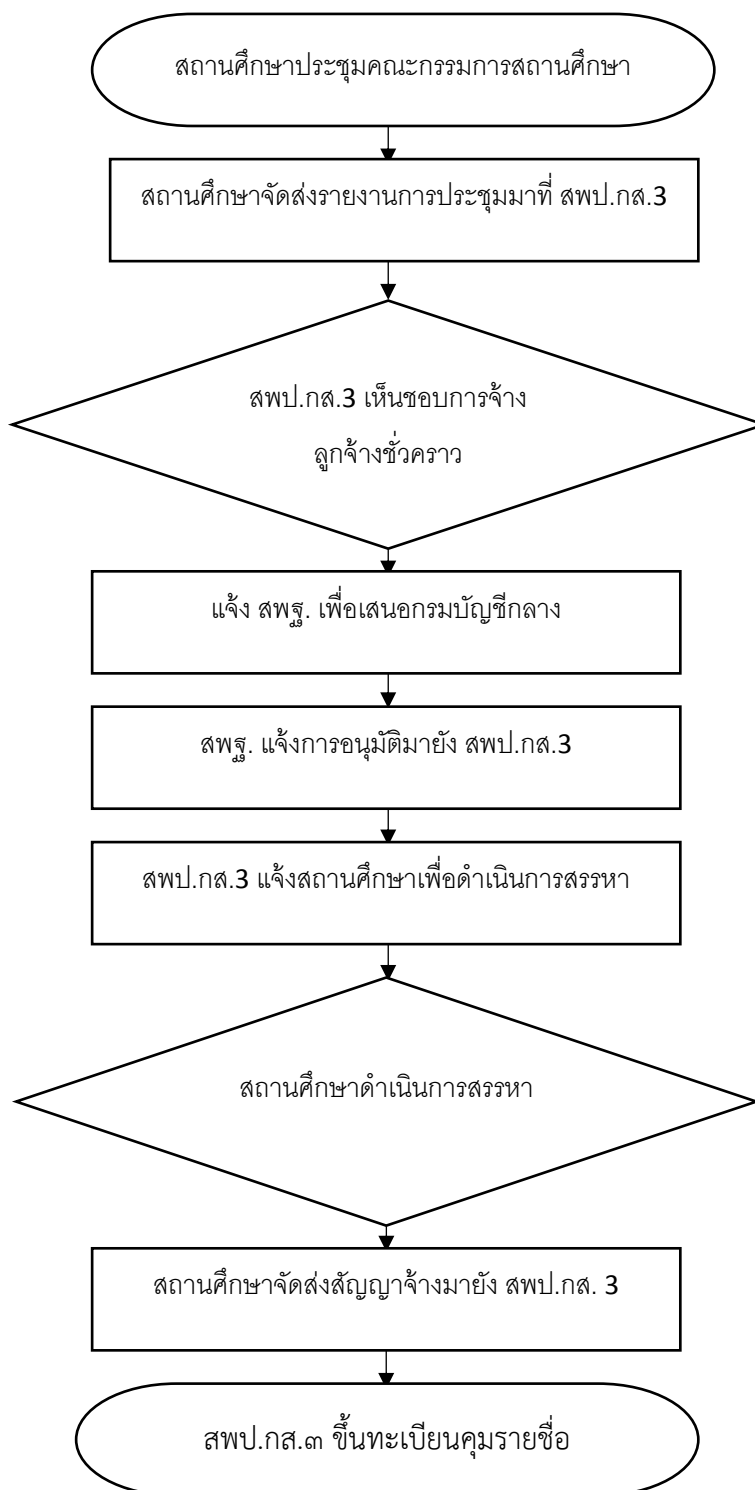 สถานศึกษาประชุมคณะกรรมการสถานศึกษา
สถานศึกษาจัดส่งรายงานการประชุมมาที่ สพป.กส.3
สพป.กส.3 เห็นชอบการจ้าง
ลูกจ้างชั่วคราว
แจ้ง สพฐ. เพื่อเสนอกรมบัญชีกลาง
สพฐ. แจ้งการอนุมัติมายัง สพป.กส.3
สพป.กส.3 แจ้งสถานศึกษาเพื่อดำเนินการสรรหา
สถานศึกษาดำเนินการสรรหา
สถานศึกษาจัดส่งสัญญาจ้างมายัง สพป.กส. 3
สพป.กส.๓ ขึ้นทะเบียนคุมรายชื่อ